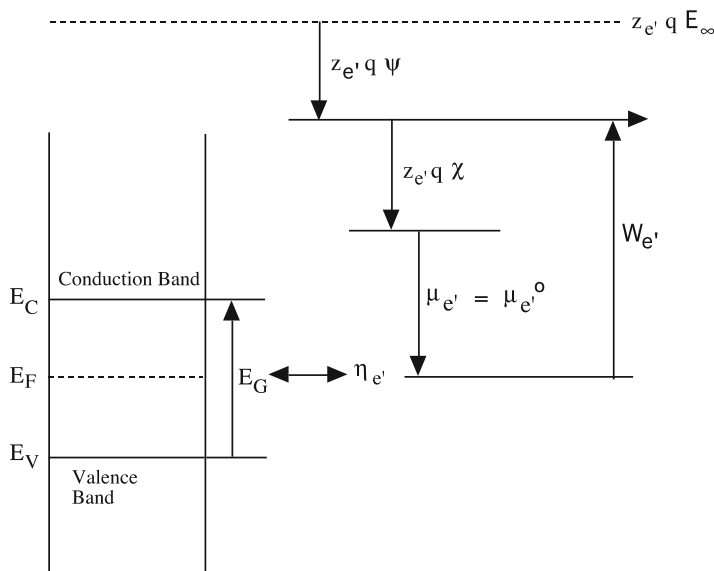 z_e' q E_∞
z_e' q ψ
z_e' q χ
W_e'
Conduction Band
E_C
μ_e' = μ_e'^o
E_F
E_G
η_e'
E_V
Valence
Band